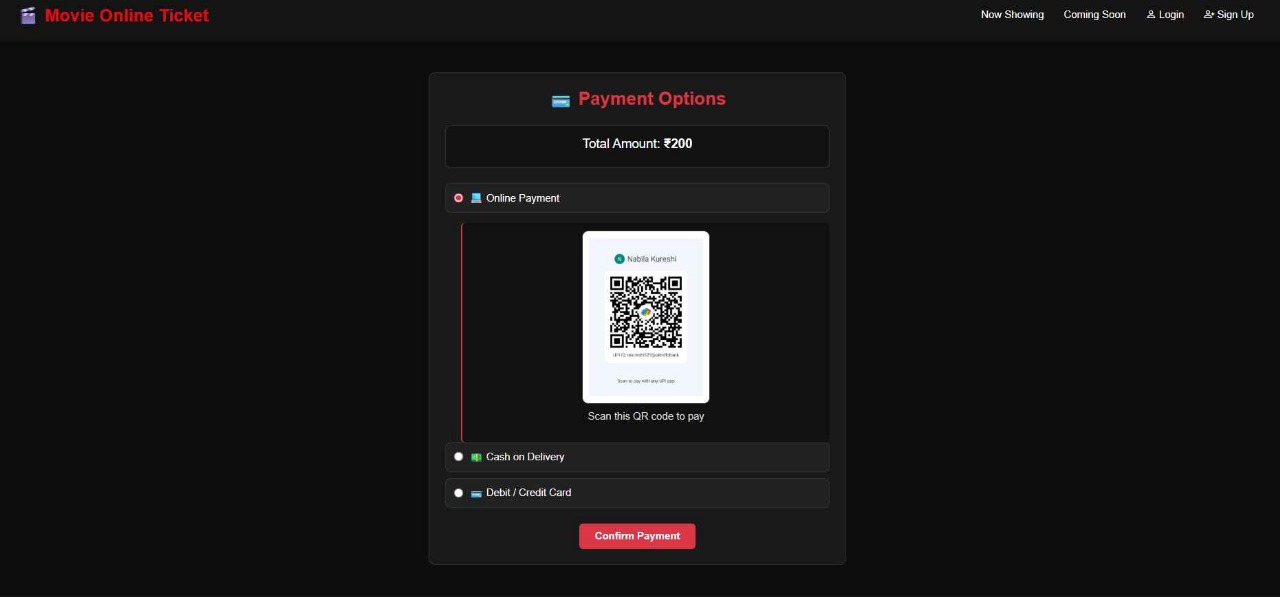 Movie Online Ticket
Now Showing
Coming Soon
Login
Sign Up
Payment Options
Total Amount: ₹200
Online Payment
N Nabila Kureshi
UPI ID:
Scan to pay with any UPI app
Scan this QR code to pay
Cash on Delivery
Debit / Credit Card
Confirm Payment